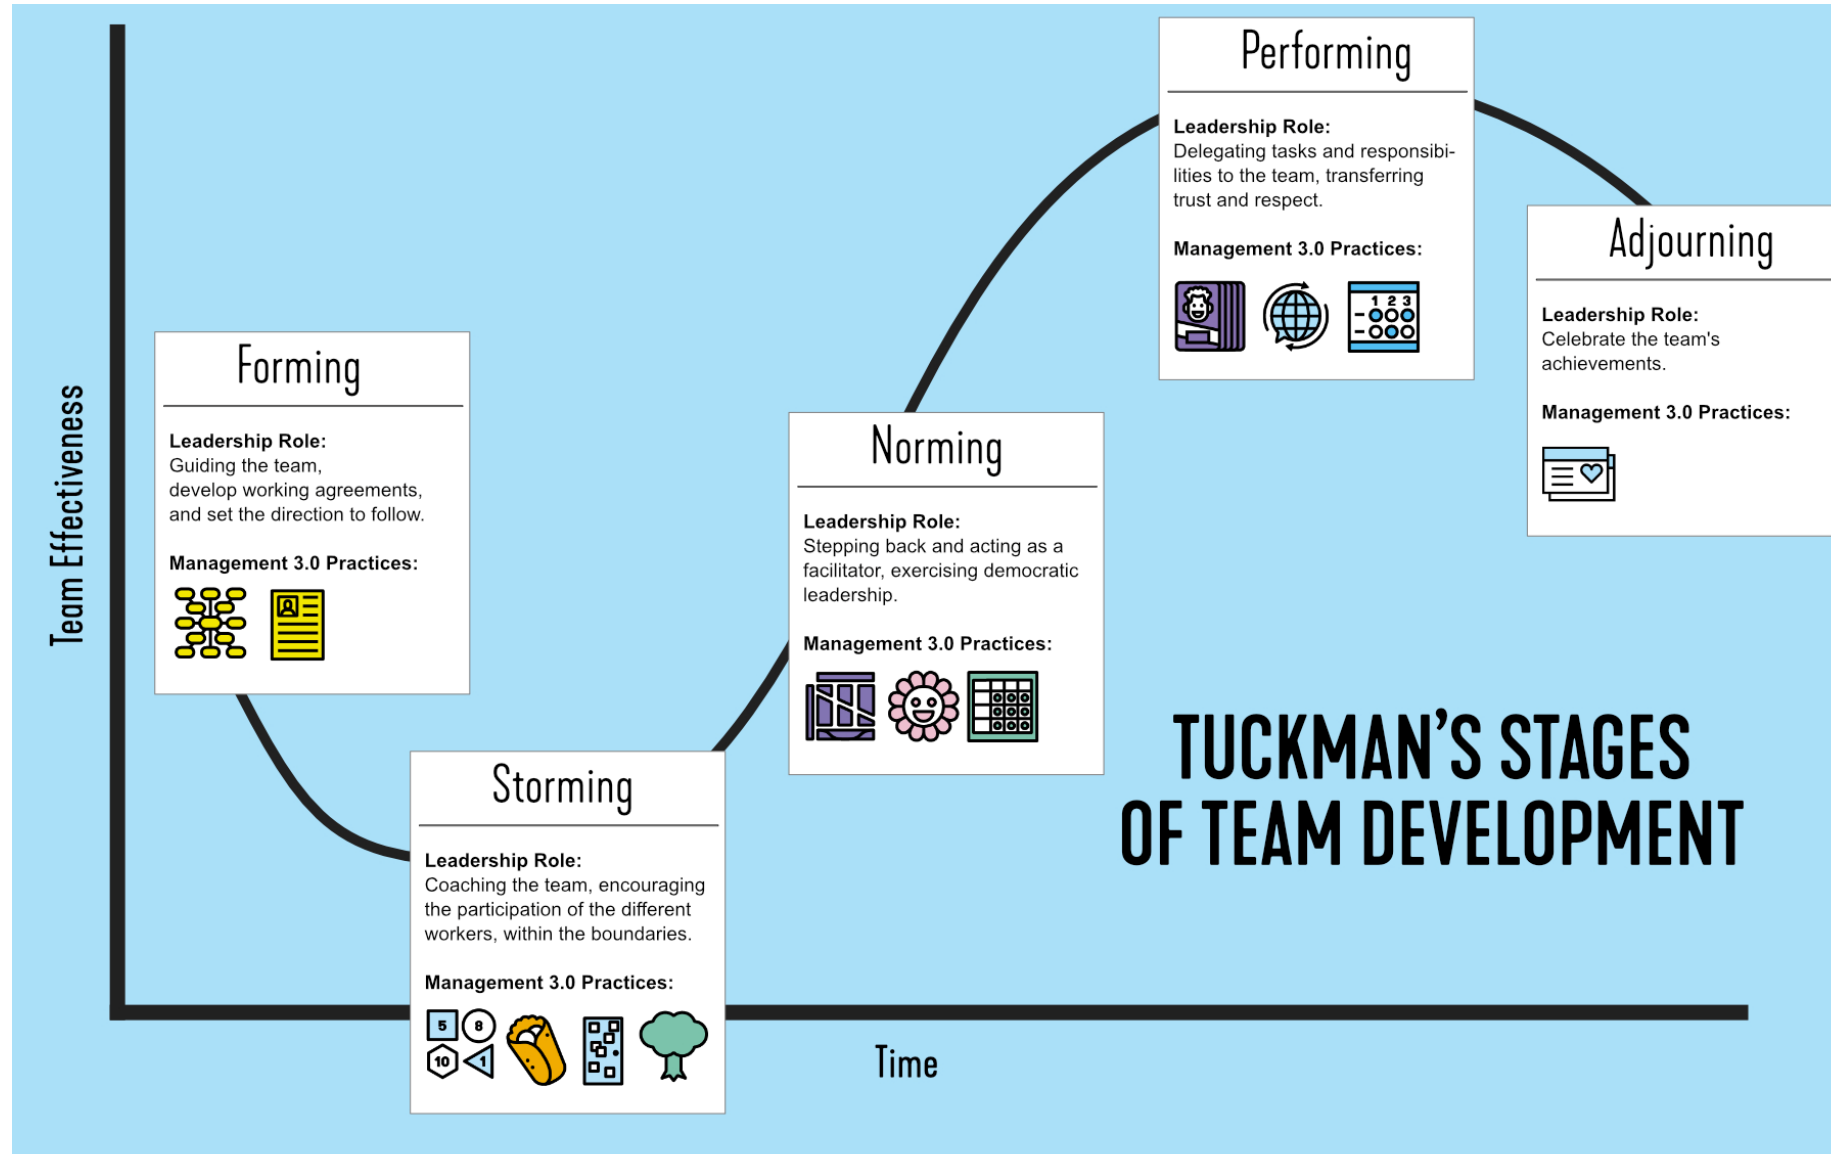 Team Effectiveness
Forming
Leadership Role:
Guiding the team,
develop working agreements,
and set the direction to follow.
Management 3.0 Practices:
Storming
Leadership Role:
Coaching the team, encouraging
the participation of the different
workers, within the boundaries.
Management 3.0 Practices:
5
8
10
1
Norming
Leadership Role:
Stepping back and acting as a
facilitator, exercising democratic
leadership.
Management 3.0 Practices:
Performing
Leadership Role:
Delegating tasks and responsibi-
lities to the team, transferring
trust and respect.
Management 3.0 Practices:
1 2 3
Adjourning
Leadership Role:
Celebrate the team's
achievements.
Management 3.0 Practices:
TUCKMAN’S STAGES
OF TEAM DEVELOPMENT
Time